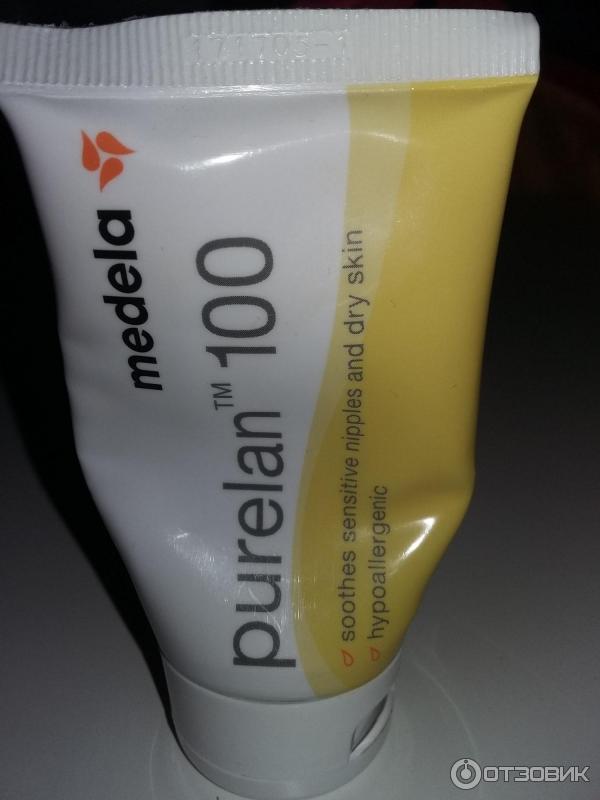 medela
purelan™ 100
soothes sensitive nipples and dry skin
hypoallergenic
ОТЗОВИК